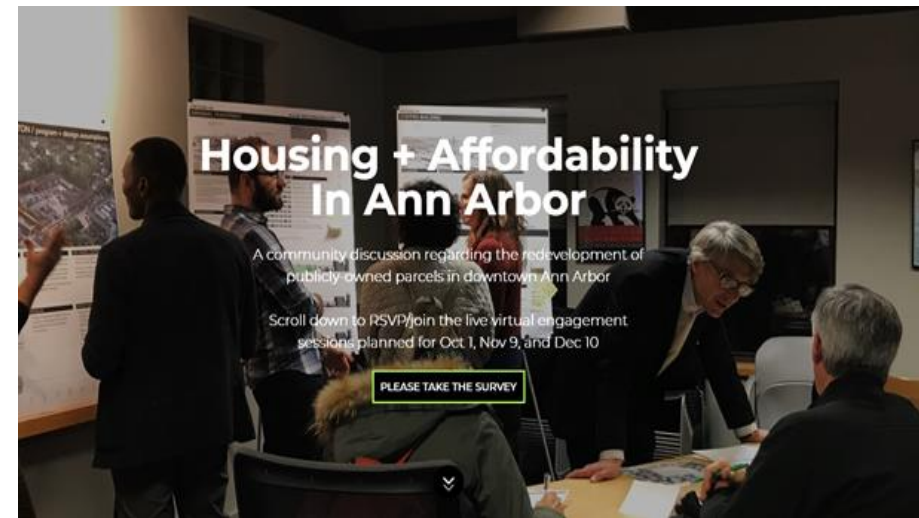 Housing + Affordability
In Ann Arbor
A community discussion regarding the redevelopment of
publicly-owned parcels in downtown Ann Arbor
Scroll down to RSVP/join the live virtual engagement
sessions planned for Oct 1, Nov 9, and Dec 10
PLEASE TAKE THE SURVEY